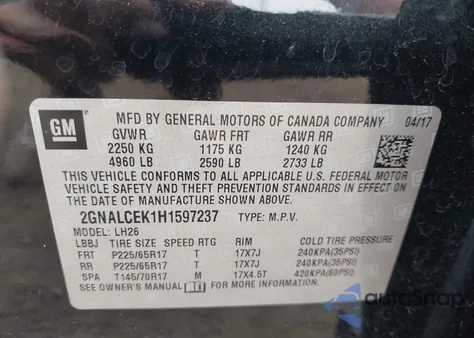 GM
MFD BY GENERAL MOTORS OF CANADA COMPANY 04/17
GVWR GAWR FRT GAWR RR
2250 KG 1175 KG 1240 KG
4960 LB 2590 LB 2733 LB
THIS VEHICLE CONFORMS TO ALL APPLICABLE U.S. FEDERAL MOTOR
VEHICLE SAFETY AND THEFT PREVENTION STANDARDS IN EFFECT ON
THE DATE OF MANUFACTURE SHOWN ABOVE.
2GNALCEK1H1597237 TYPE: M.P.V.
MODEL: LH26
LBBJ TIRE SIZE SPEED RTG RIM COLD TIRE PRESSURE
FRT P225/65R17 T 17X7J 240KPA(35PSI)
RR P225/65R17 T 17X7J 240KPA(35PSI)
SPA T145/70R17 M 17X4.5T 420KPA(60PSI)
SEE OWNER'S MANUAL FOR MORE INFORMATION.
autoSnap